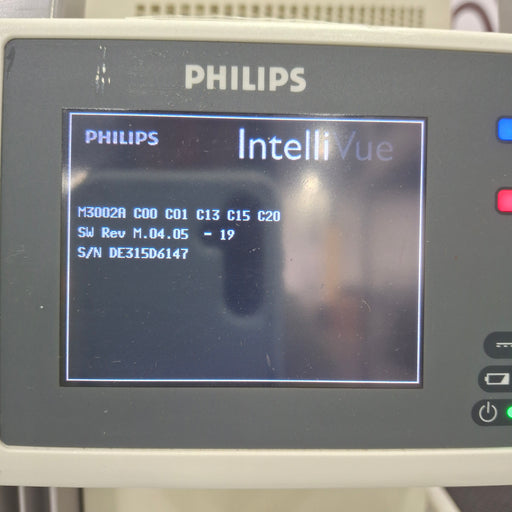 PHILIPS
PHILIPS IntelliVue
M3002A C00 C01 C13 C15 C20
SW Rev M.04.05 - 19
S/N DE315D6147